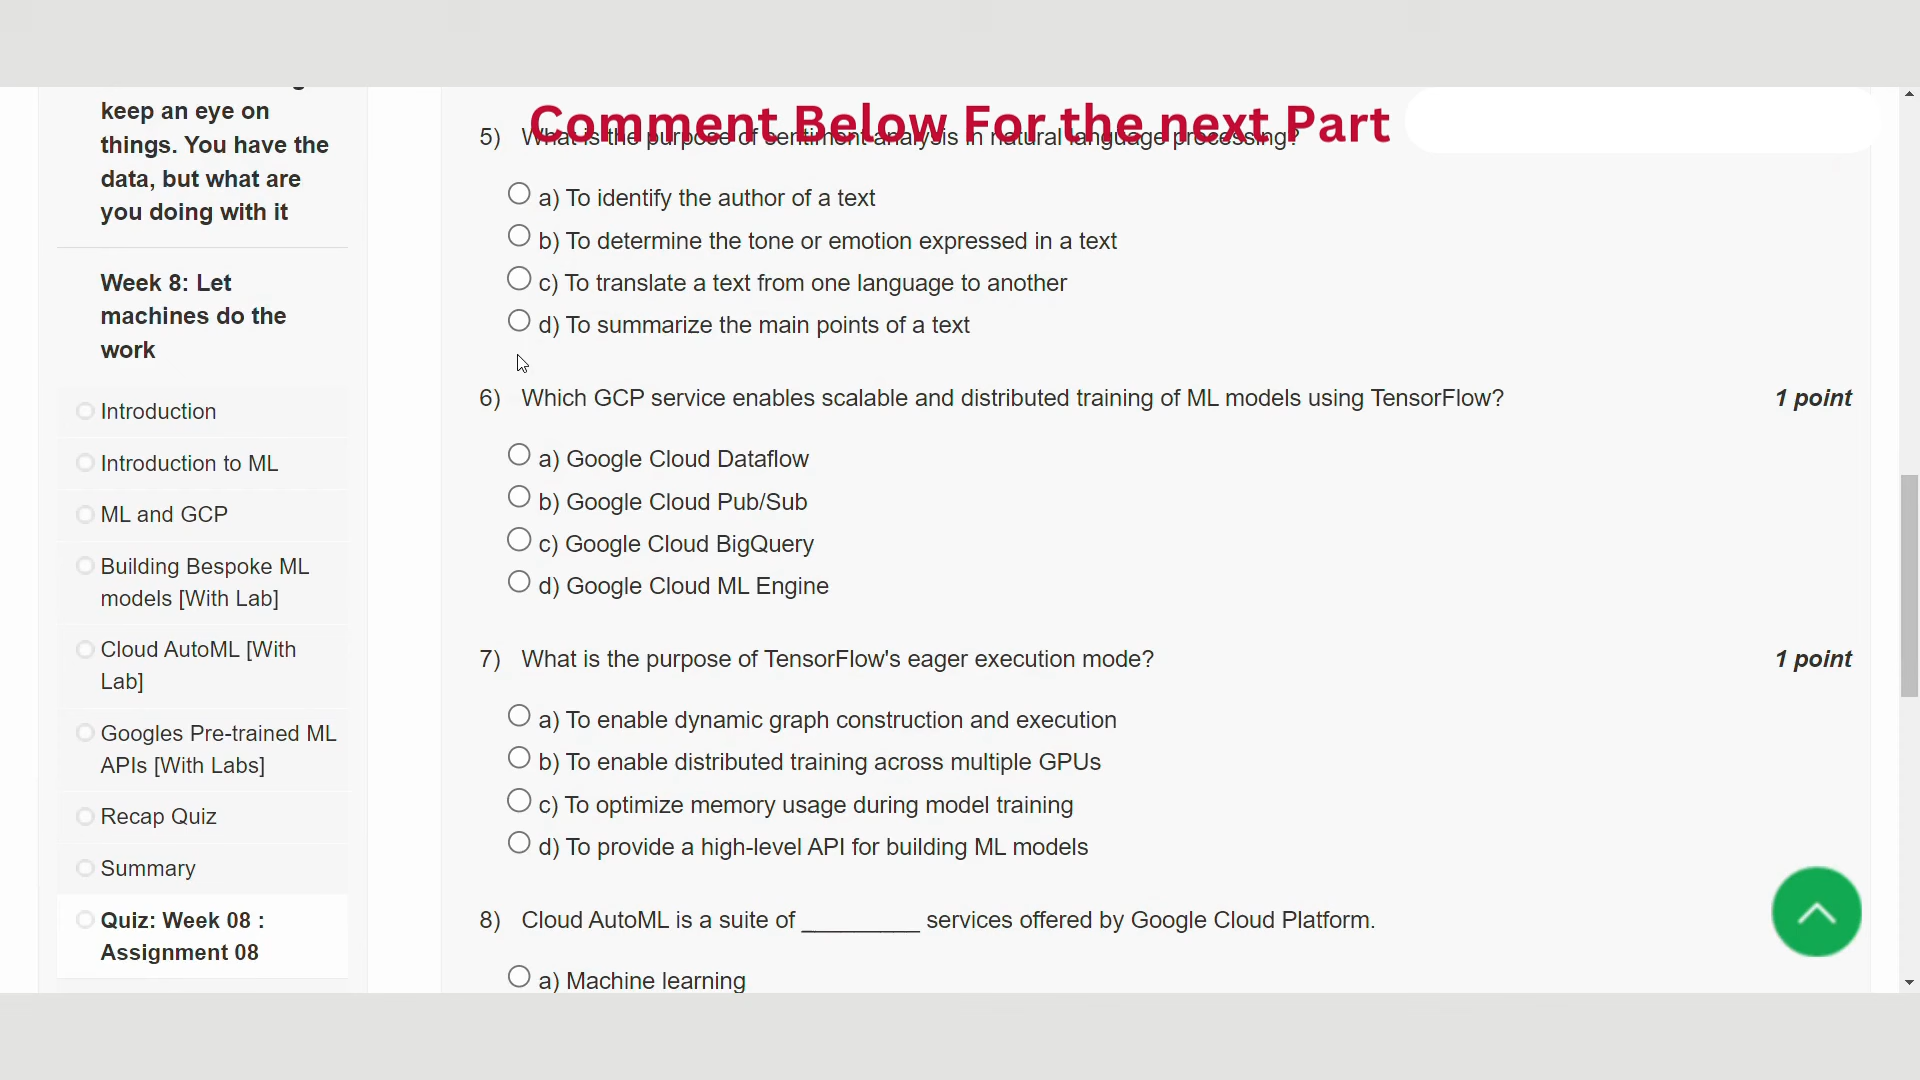 keep an eye on
things. You have the
data, but what are
you doing with it
Week 8: Let
machines do the
work
Introduction
Introduction to ML
ML and GCP
Building Bespoke ML
models [With Lab]
Cloud AutoML [With
Lab]
Googles Pre-trained ML
APIs [With Labs]
Recap Quiz
Summary
Quiz: Week 08 :
Assignment 08
Comment Below For the next Part
5) What is the purpose of sentiment analysis in natural language processing?
a) To identify the author of a text
b) To determine the tone or emotion expressed in a text
c) To translate a text from one language to another
d) To summarize the main points of a text
6) Which GCP service enables scalable and distributed training of ML models using TensorFlow? 1 point
a) Google Cloud Dataflow
b) Google Cloud Pub/Sub
c) Google Cloud BigQuery
d) Google Cloud ML Engine
7) What is the purpose of TensorFlow's eager execution mode? 1 point
a) To enable dynamic graph construction and execution
b) To enable distributed training across multiple GPUs
c) To optimize memory usage during model training
d) To provide a high-level API for building ML models
8) Cloud AutoML is a suite of _________ services offered by Google Cloud Platform.
a) Machine learning